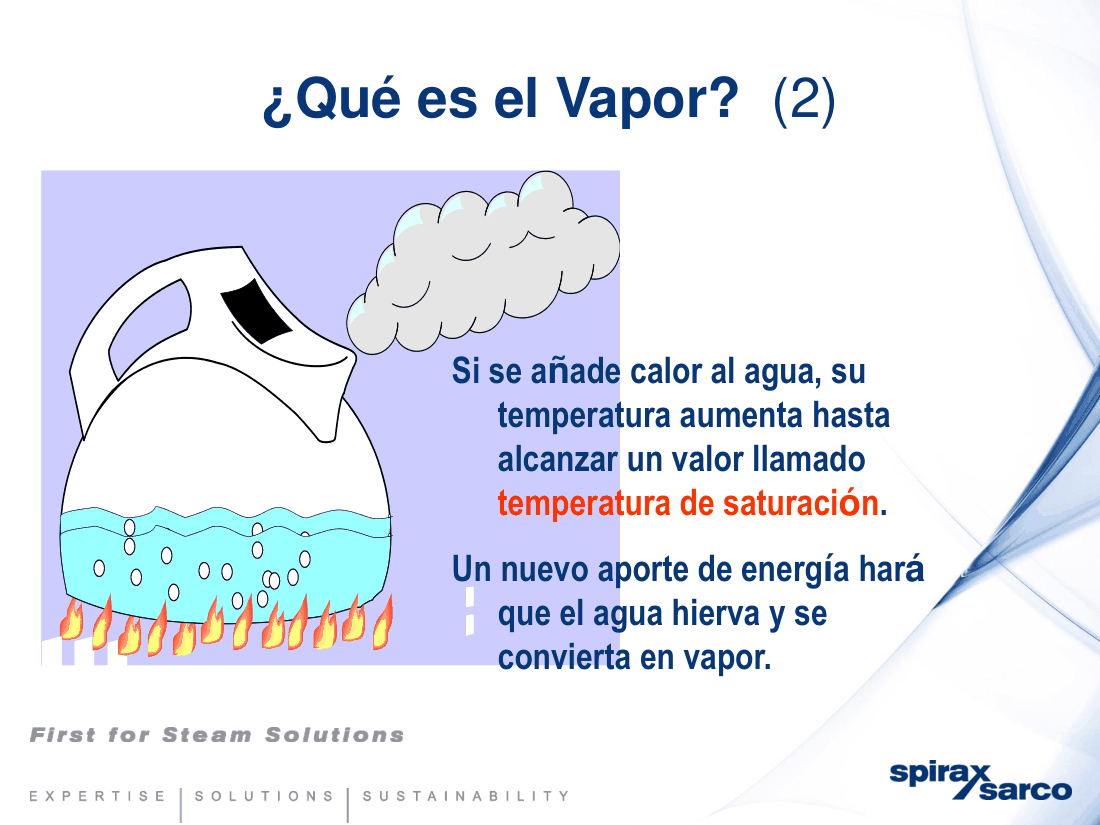 ¿Qué es el Vapor? (2)
Si se añade calor al agua, su
temperatura aumenta hasta
alcanzar un valor llamado
temperatura de saturación.
Un nuevo aporte de energía hará
que el agua hierva y se
convierta en vapor.
First for Steam Solutions
EXPERTISE SOLUTIONS SUSTAINABILITY
spirax
sarco